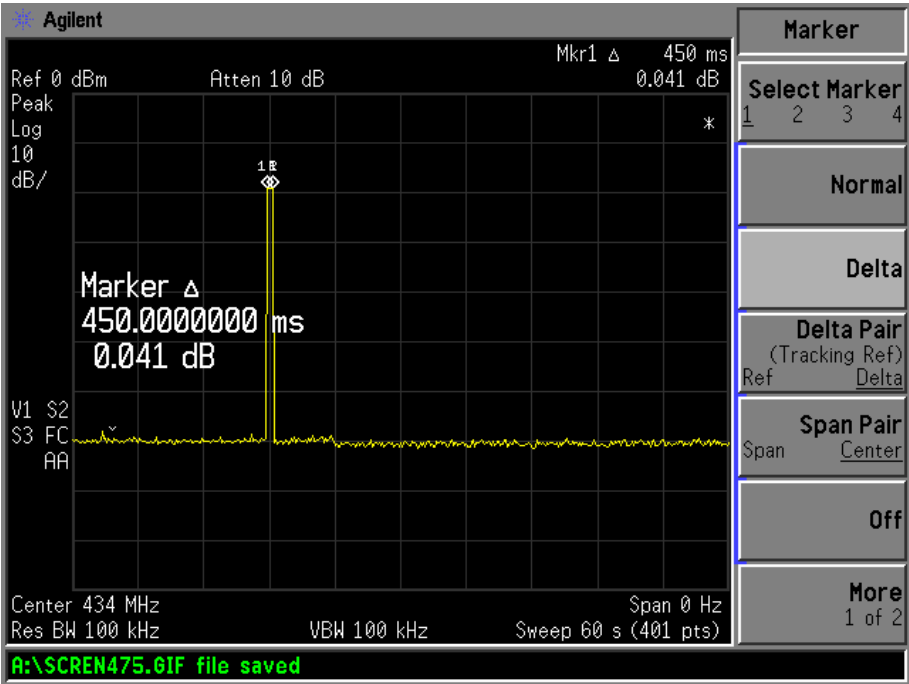 Agilent
Marker
Mkr1 Δ 450 ms
Ref 0 dBm Atten 10 dB 0.041 dB
Peak
Log
10
dB/
*
1R
Marker Δ
450.0000000 ms
0.041 dB
V1 S2
S3 FC
AA
Center 434 MHz Span 0 Hz
Res BW 100 kHz VBW 100 kHz Sweep 60 s (401 pts)
A:\SCREN475.GIF file saved
Select Marker
1 2 3 4
Normal
Delta
Delta Pair
(Tracking Ref)
Ref Delta
Span Pair
Span Center
Off
More
1 of 2